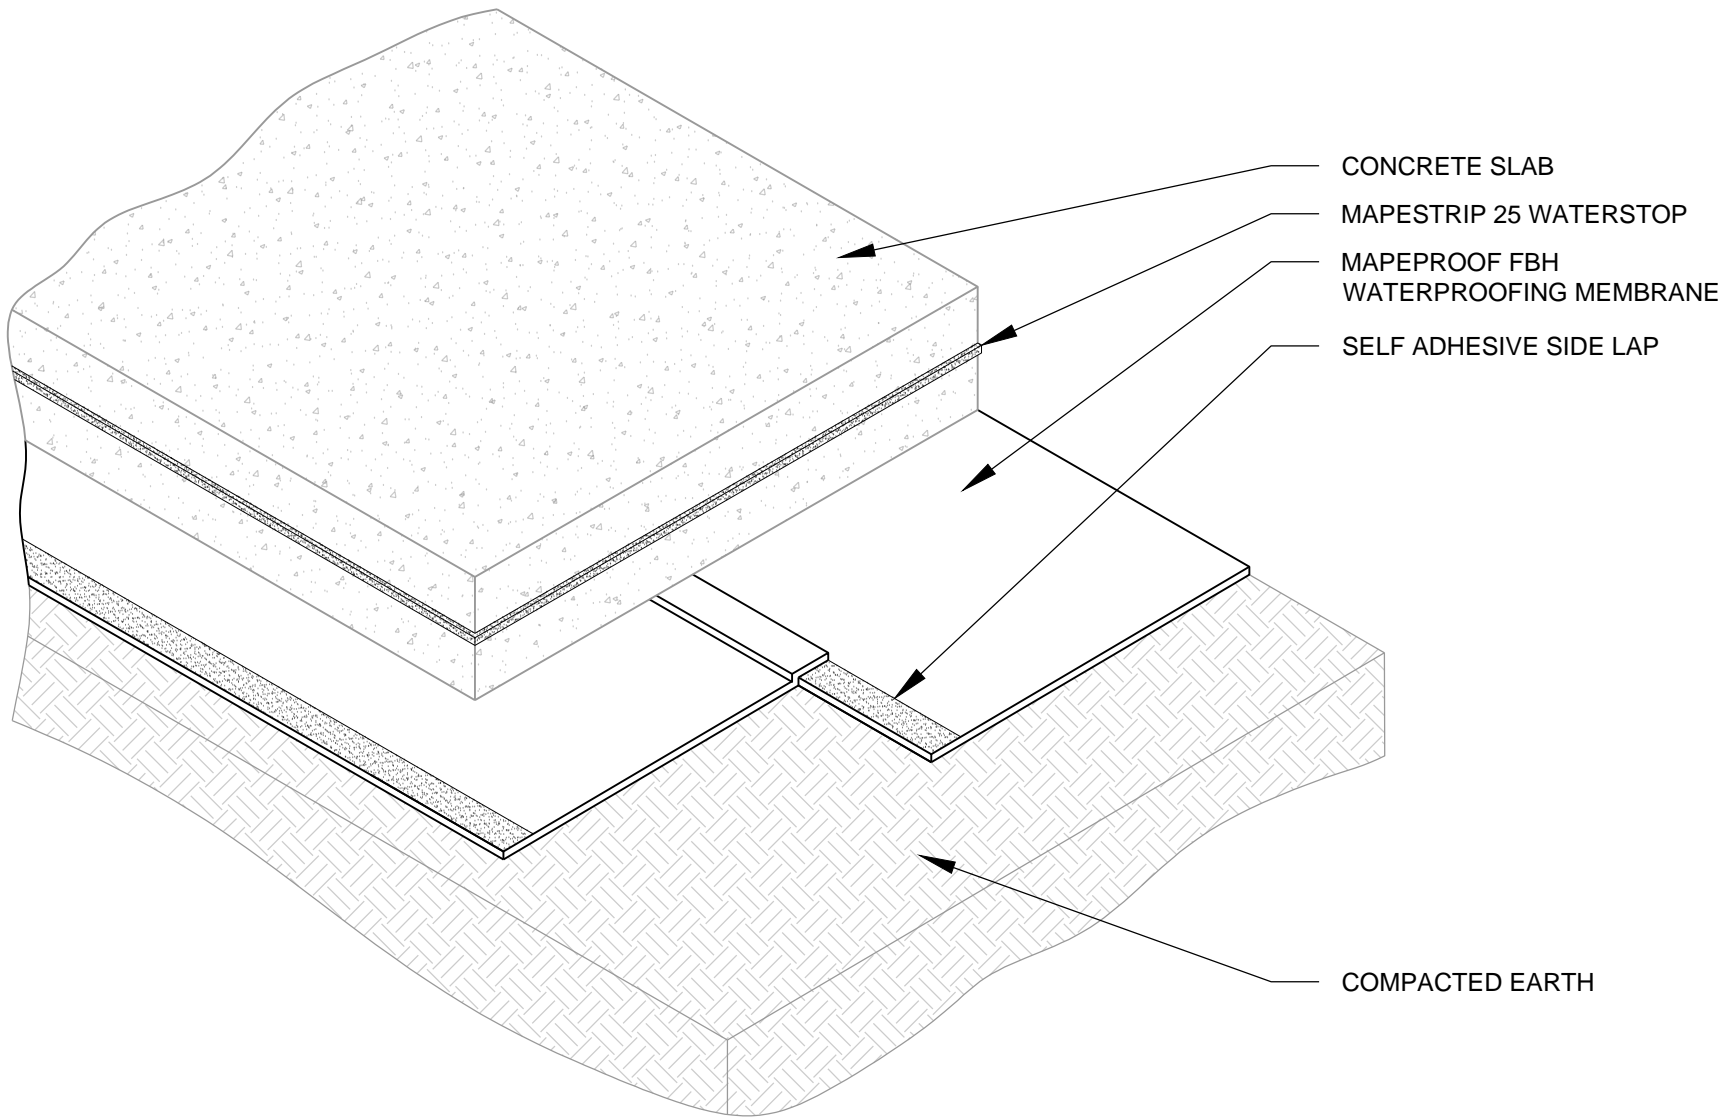 CONCRETE SLAB
MAPESTRIP 25 WATERSTOP
MAPEPROOF FBH
WATERPROOFING MEMBRANE
SELF ADHESIVE SIDE LAP
COMPACTED EARTH